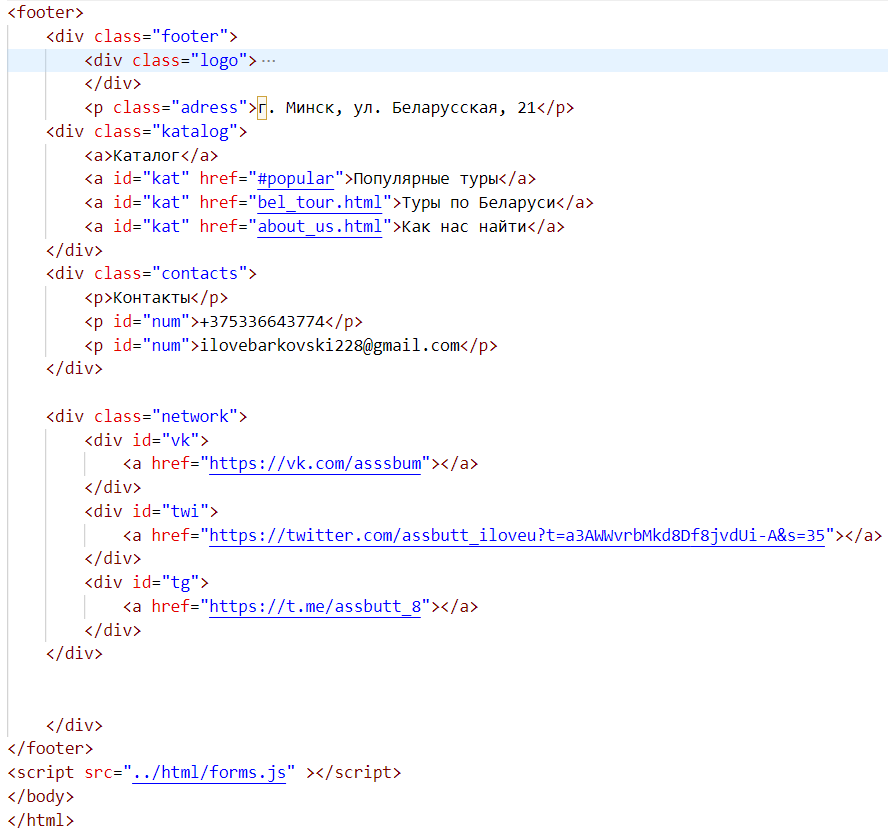 <footer>
<div class="footer">
<div class="logo">···
</div>
<p class="adress">г. Минск, ул. Беларусская, 21</p>
<div class="katalog">
<a>Каталог</a>
<a id="kat" href="#popular">Популярные туры</a>
<a id="kat" href="bel_tour.html">Туры по Беларуси</a>
<a id="kat" href="about_us.html">Как нас найти</a>
</div>
<div class="contacts">
<p>Контакты</p>
<p id="num">+375336643774</p>
<p id="num">ilovebarkovski228@gmail.com</p>
</div>
<div class="network">
<div id="vk">
<a href="https://vk.com/asssbum"></a>
</div>
<div id="twi">
<a href="https://twitter.com/assbutt_iloveu?t=a3AWWvrbMkd8Df8jvdUi-A&s=35"></a>
</div>
<div id="tg">
<a href="https://t.me/assbutt_8"></a>
</div>
</div>
</div>
</footer>
<script src="../html/forms.js" ></script>
</body>
</html>